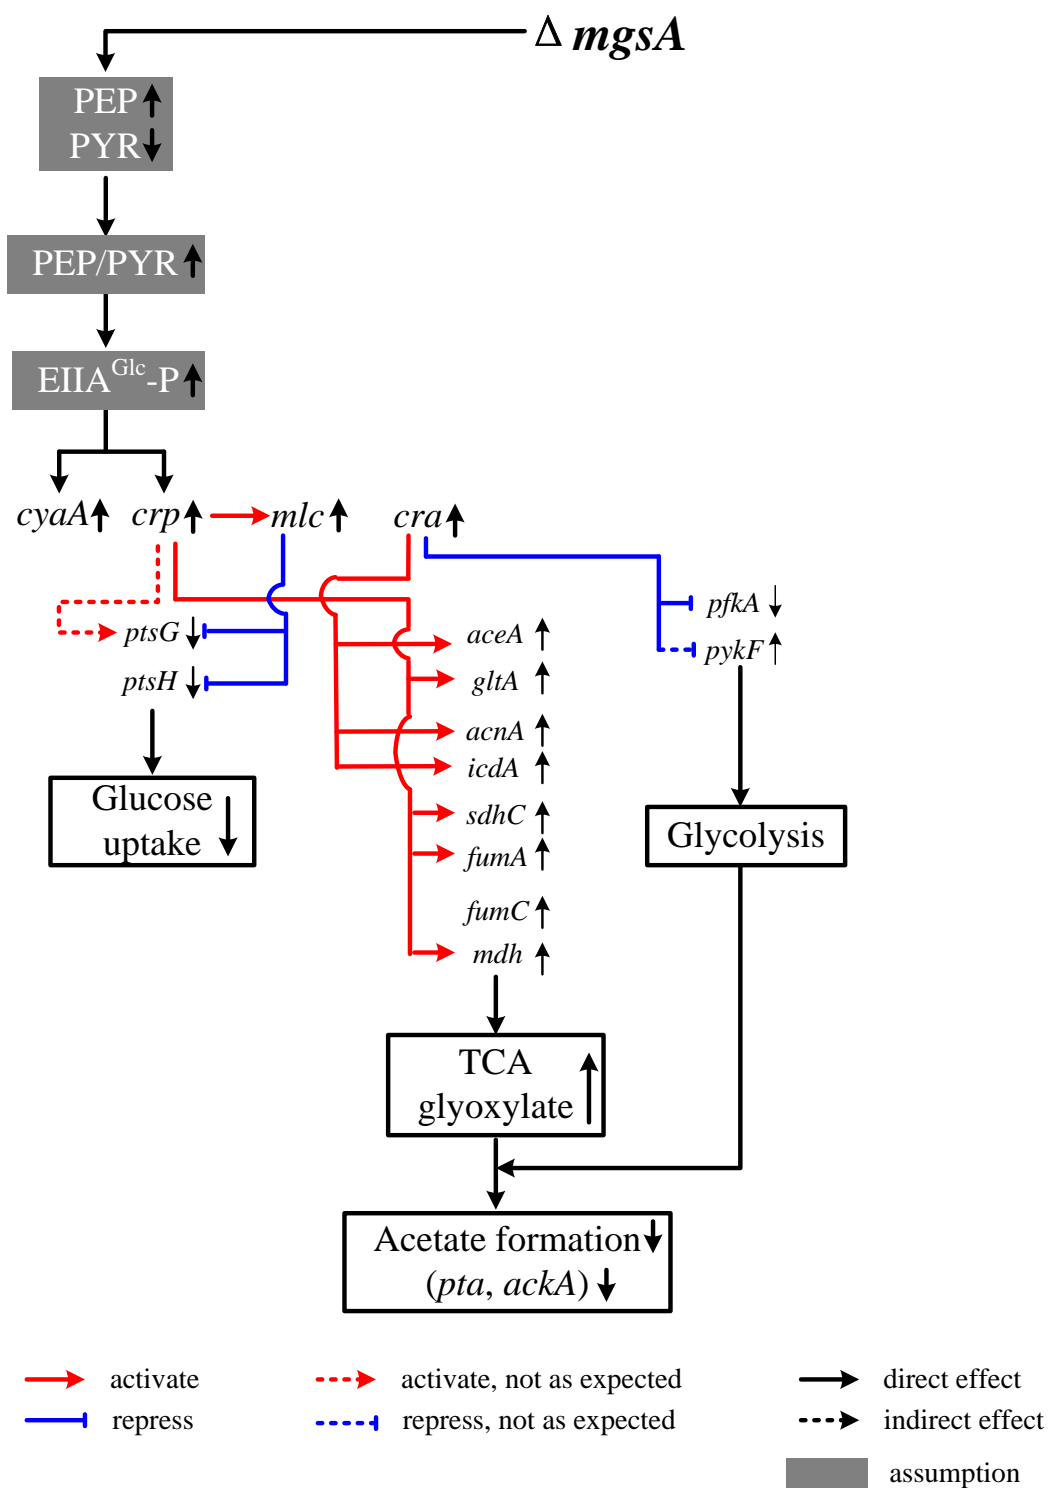 Δ mgsA
PEP
PYR
PEP/PYR
EIIA^Glc-P
cyaA crp mlc cra
pfkA
ptsG
aceA
pykF
ptsH
gltA
acnA
icdA
Glucose
uptake
sdhC
Glycolysis
fumA
fumC
mdh
TCA
glyoxylate
Acetate formation
(pta, ackA)
activate activate, not as expected direct effect
repress repress, not as expected indirect effect
assumption